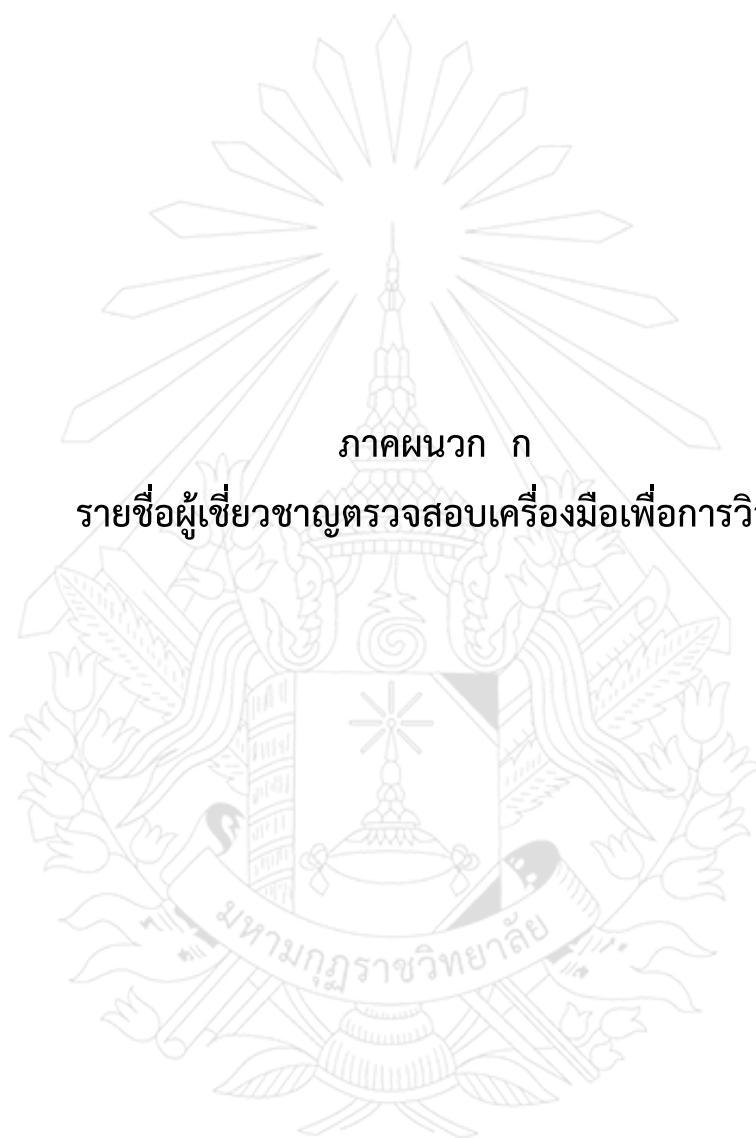 ภาคผนวก ก
รายชื่อผู้เชี่ยวชาญตรวจสอบเครื่องมือเพื่อการวิ
มหามกุฏราชวิทยาลัย